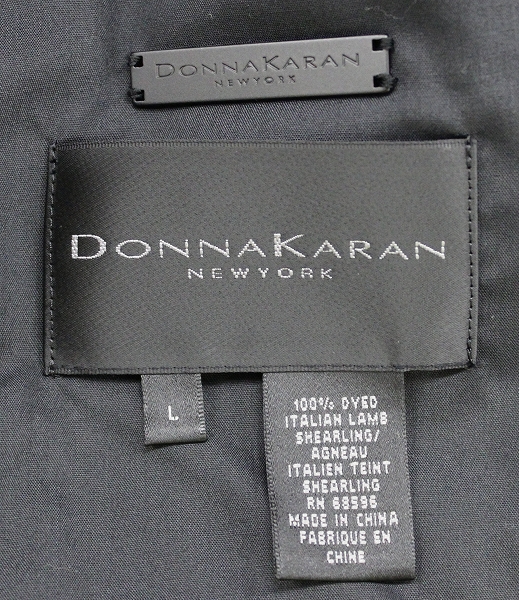 DONNAKARAN
NEWYORK
DONNAKARAN
NEWYORK
L
100% DYED
ITALIAN LAMB
SHEARLING/
AGNEAU
ITALIEN TEINT
SHEARLING
RN 68596
MADE IN CHINA
FABRIQUE EN
CHINE